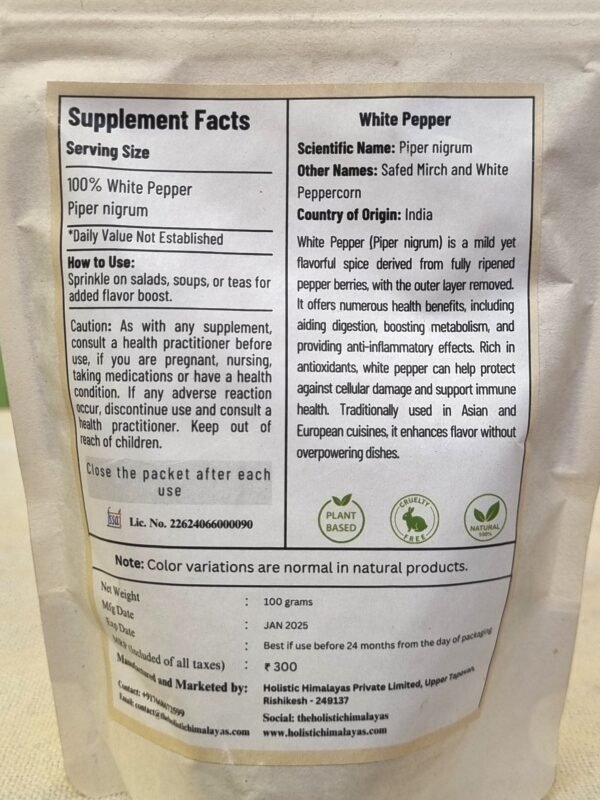 Supplement Facts
Serving Size
100% White Pepper
Piper nigrum
*Daily Value Not Established
How to Use:
Sprinkle on salads, soups, or teas for
added flavor boost.
Caution: As with any supplement,
consult a health practitioner before
use, if you are pregnant, nursing,
taking medications or have a health
condition. If any adverse reaction
occur, discontinue use and consult a
health practitioner. Keep out of
reach of children.
Close the packet after each
use
fssai Lic. No. 22624066000090
White Pepper
Scientific Name: Piper nigrum
Other Names: Safed Mirch and White
Peppercorn
Country of Origin: India
White Pepper (Piper nigrum) is a mild yet
flavorful spice derived from fully ripened
pepper berries, with the outer layer removed.
It offers numerous health benefits, including
aiding digestion, boosting metabolism, and
providing anti-inflammatory effects. Rich in
antioxidants, white pepper can help protect
against cellular damage and support immune
health. Traditionally used in Asian and
European cuisines, it enhances flavor without
overpowering dishes.
PLANT
BASED
CRUELTY
FREE
NATURAL
100%
Note: Color variations are normal in natural products.
Net Weight : 100 grams
Mfg Date : JAN 2025
Exp Date : Best if use before 24 months from the day of packaging
MRP (Included of all taxes) : ₹ 300
Manufactured and Marketed by: Holistic Himalayas Private Limited, Upper Tapovan,
Rishikesh - 249137
Contact:
Social: theholistichimalayas
Email: contact@theholistichimalayas.com www.holistichimalayas.com